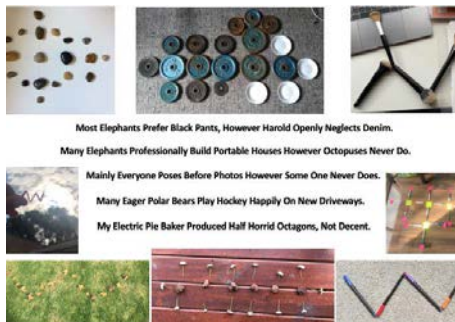 Most Elephants Prefer Black Pants, However Harold Openly Neglects Denim.
Many Elephants Professionally Build Portable Houses However Octopuses Never Do.
Mainly Everyone Poses Before Photos However Some One Never Does.
Many Eager Polar Bears Play Hockey Happily On New Driveways.
My Electric Pie Baker Produced Half Horrid Octagons, Not Decent.